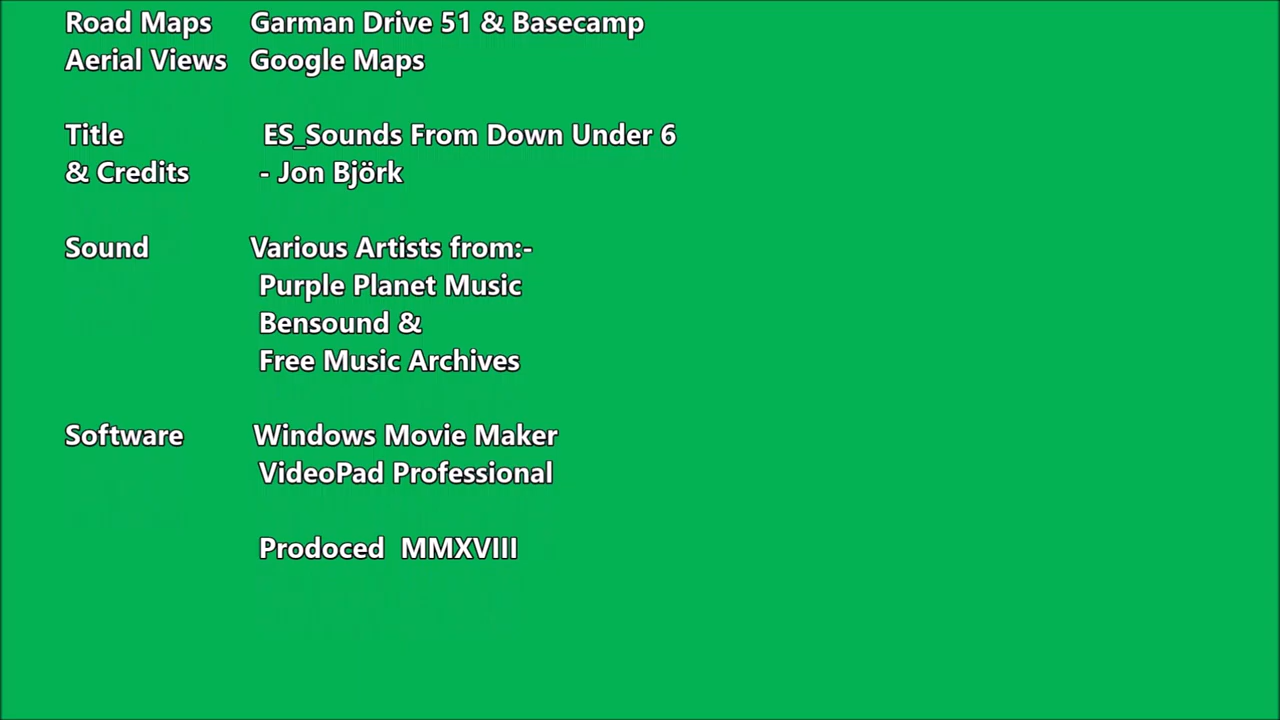 Road Maps Garman Drive 51 & Basecamp
Aerial Views Google Maps
Title ES_Sounds From Down Under 6
& Credits - Jon Björk
Sound Various Artists from:-
Purple Planet Music
Bensound &
Free Music Archives
Software Windows Movie Maker
VideoPad Professional
Prodoced MMXVIII